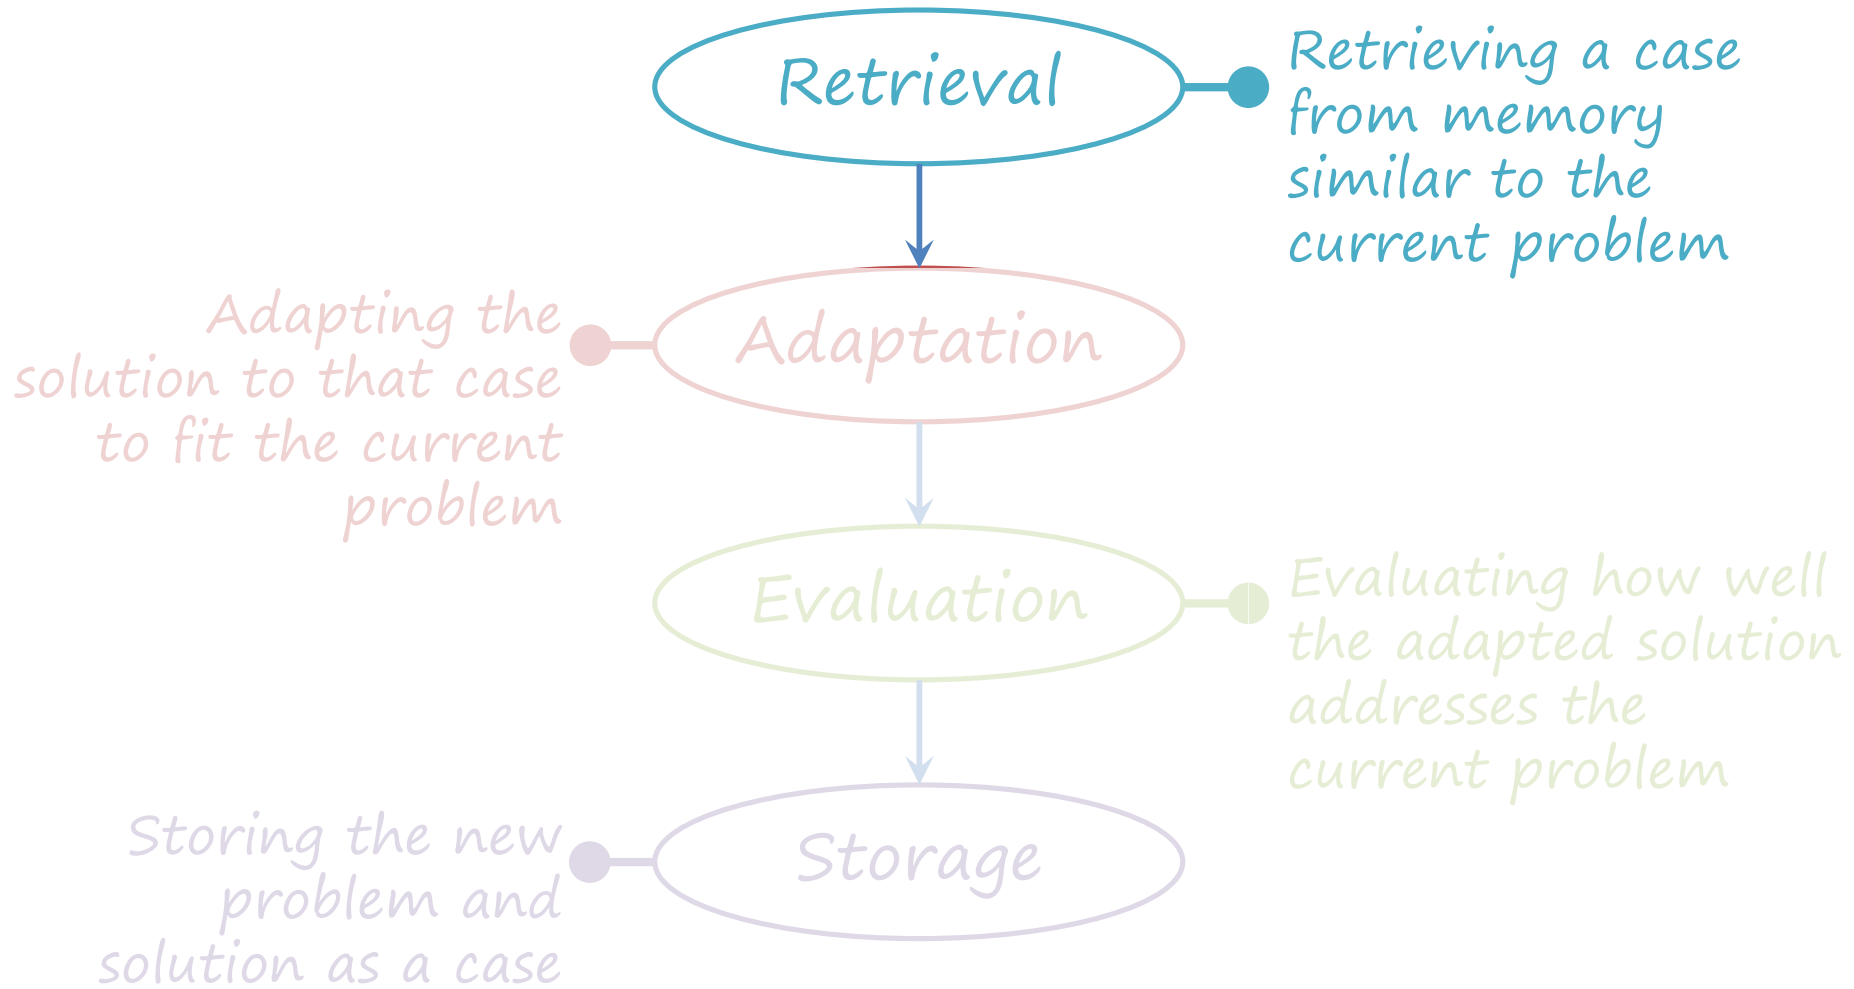 Retrieval
Retrieving a case
from memory
similar to the
current problem
Adaptation
Adapting the
solution to that case
to fit the current
problem
Evaluation
Evaluating how well
the adapted solution
addresses the
current problem
Storage
Storing the new
problem and
solution as a case